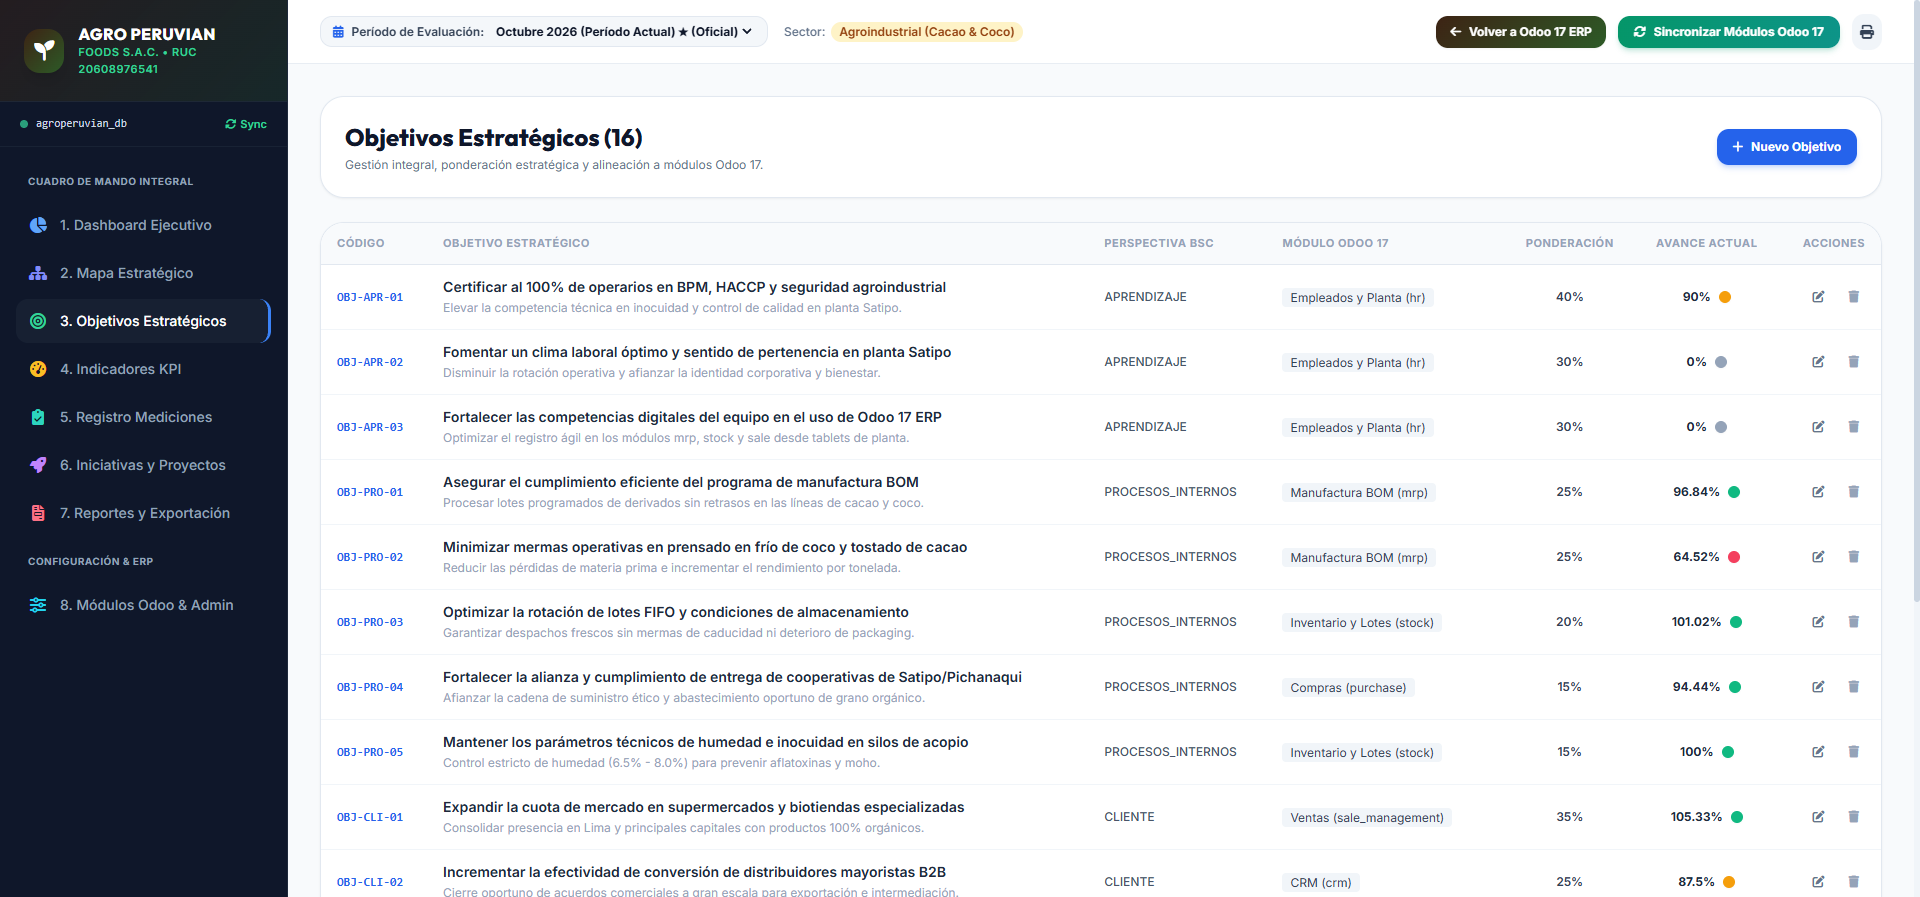 AGRO PERUVIAN
FOODS S.A.C. • RUC
20608976541
agroperuvian_db
Sync
CUADRO DE MANDO INTEGRAL
1. Dashboard Ejecutivo
2. Mapa Estratégico
3. Objetivos Estratégicos
4. Indicadores KPI
5. Registro Mediciones
6. Iniciativas y Proyectos
7. Reportes y Exportación
CONFIGURACIÓN & ERP
8. Módulos Odoo & Admin
Período de Evaluación: Octubre 2026 (Período Actual) ★ (Oficial)
Sector: Agroindustrial (Cacao & Coco)
Volver a Odoo 17 ERP
Sincronizar Módulos Odoo 17
Objetivos Estratégicos (16)
Gestión integral, ponderación estratégica y alineación a módulos Odoo 17.
+ Nuevo Objetivo
CÓDIGO OBJETIVO ESTRATÉGICO PERSPECTIVA BSC MÓDULO ODOO 17 PONDERACIÓN AVANCE ACTUAL ACCIONES
OBJ-APR-01 Certificar al 100% de operarios en BPM, HACCP y seguridad agroindustrial APRENDIZAJE Empleados y Planta (hr) 40% 90%
Elevar la competencia técnica en inocuidad y control de calidad en planta Satipo.
OBJ-APR-02 Fomentar un clima laboral óptimo y sentido de pertenencia en planta Satipo APRENDIZAJE Empleados y Planta (hr) 30% 0%
Disminuir la rotación operativa y afianzar la identidad corporativa y bienestar.
OBJ-APR-03 Fortalecer las competencias digitales del equipo en el uso de Odoo 17 ERP APRENDIZAJE Empleados y Planta (hr) 30% 0%
Optimizar el registro ágil en los módulos mrp, stock y sale desde tablets de planta.
OBJ-PRO-01 Asegurar el cumplimiento eficiente del programa de manufactura BOM PROCESOS_INTERNOS Manufactura BOM (mrp) 25% 96.84%
Procesar lotes programados de derivados sin retrasos en las líneas de cacao y coco.
OBJ-PRO-02 Minimizar mermas operativas en prensado en frío de coco y tostado de cacao PROCESOS_INTERNOS Manufactura BOM (mrp) 25% 64.52%
Reducir las pérdidas de materia prima e incrementar el rendimiento por tonelada.
OBJ-PRO-03 Optimizar la rotación de lotes FIFO y condiciones de almacenamiento PROCESOS_INTERNOS Inventario y Lotes (stock) 20% 101.02%
Garantizar despachos frescos sin mermas de caducidad ni deterioro de packaging.
OBJ-PRO-04 Fortalecer la alianza y cumplimiento de entrega de cooperativas de Satipo/Pichanaqui PROCESOS_INTERNOS Compras (purchase) 15% 94.44%
Afianzar la cadena de suministro ético y abastecimiento oportuno de grano orgánico.
OBJ-PRO-05 Mantener los parámetros técnicos de humedad e inocuidad en silos de acopio PROCESOS_INTERNOS Inventario y Lotes (stock) 15% 100%
Control estricto de humedad (6.5% - 8.0%) para prevenir aflatoxinas y moho.
OBJ-CLI-01 Expandir la cuota de mercado en supermercados y biotiendas especializadas CLIENTE Ventas (sale_management) 35% 105.33%
Consolidar presencia en Lima y principales capitales con productos 100% orgánicos.
OBJ-CLI-02 Incrementar la efectividad de conversión de distribuidores mayoristas B2B CLIENTE CRM (crm) 25% 87.5%
Cierre oportuno de acuerdos comerciales a gran escala para exportación e intermediación.